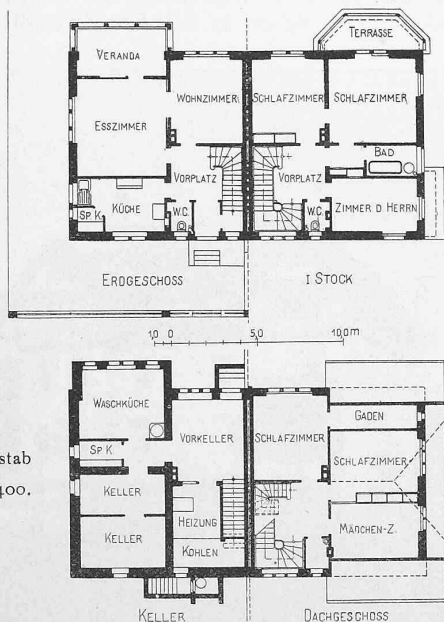 TERRASSE
VERANDA
WOHNZIMMER
SCHLAFZIMMER
SCHLAFZIMMER
ESSZIMMER
BAD
VORPLATZ
VORPLATZ
SP. K.
KÜCHE
W.C.
W.C.
ZIMMER D. HERRN
ERDGESCHOSS
I STOCK
1,0 0 5,0 10,0 m
WASCHKÜCHE
VORKELLER
SCHLAFZIMMER
GADEN
SP. K.
SCHLAFZIMMER
KELLER
HEIZUNG
MÄDCHEN-Z.
KELLER
KOHLEN
stab
400.
KELLER
DACHGESCHOSS